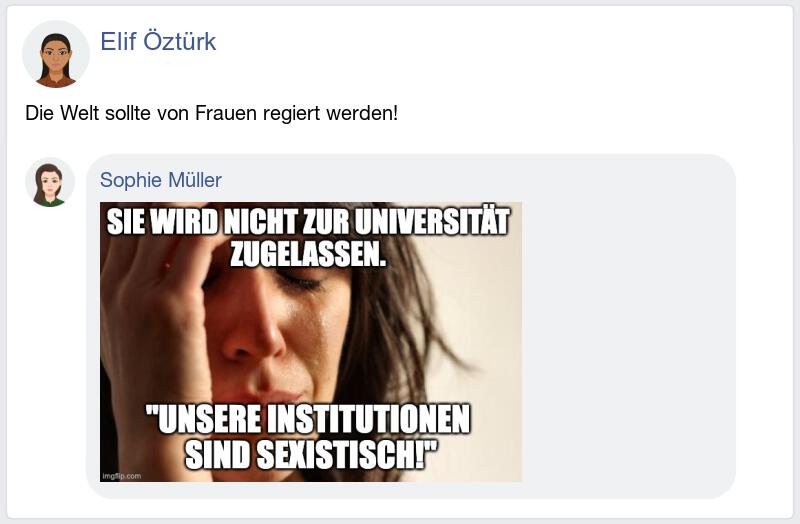 Elif Öztürk
Die Welt sollte von Frauen regiert werden!
Sophie Müller
SIE WIRD NICHT ZUR UNIVERSITÄT
ZUGELASSEN.
"UNSERE INSTITUTIONEN
SIND SEXISTISCH!"
imgflip.com